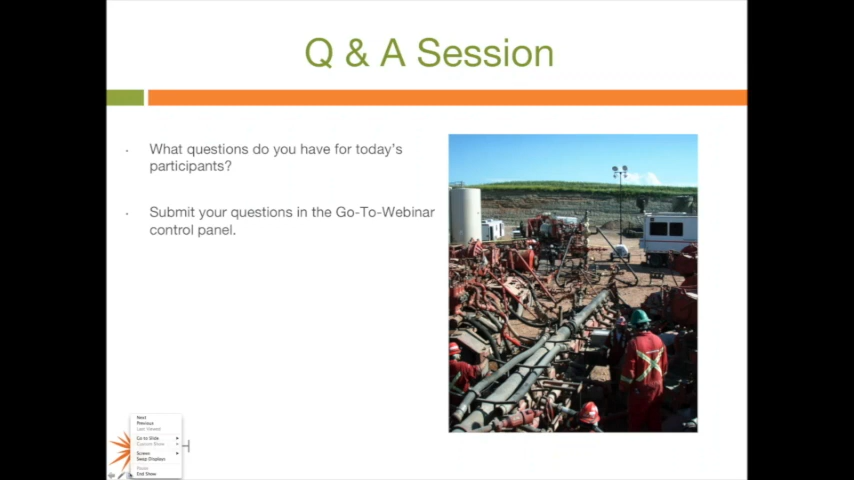 Q & A Session
· What questions do you have for today's
participants?
· Submit your questions in the Go-To-Webinar
control panel.
Next
Previous
Last Viewed
Go to Slide
Custom Show
Screen
Swap Displays
Pause
End Show